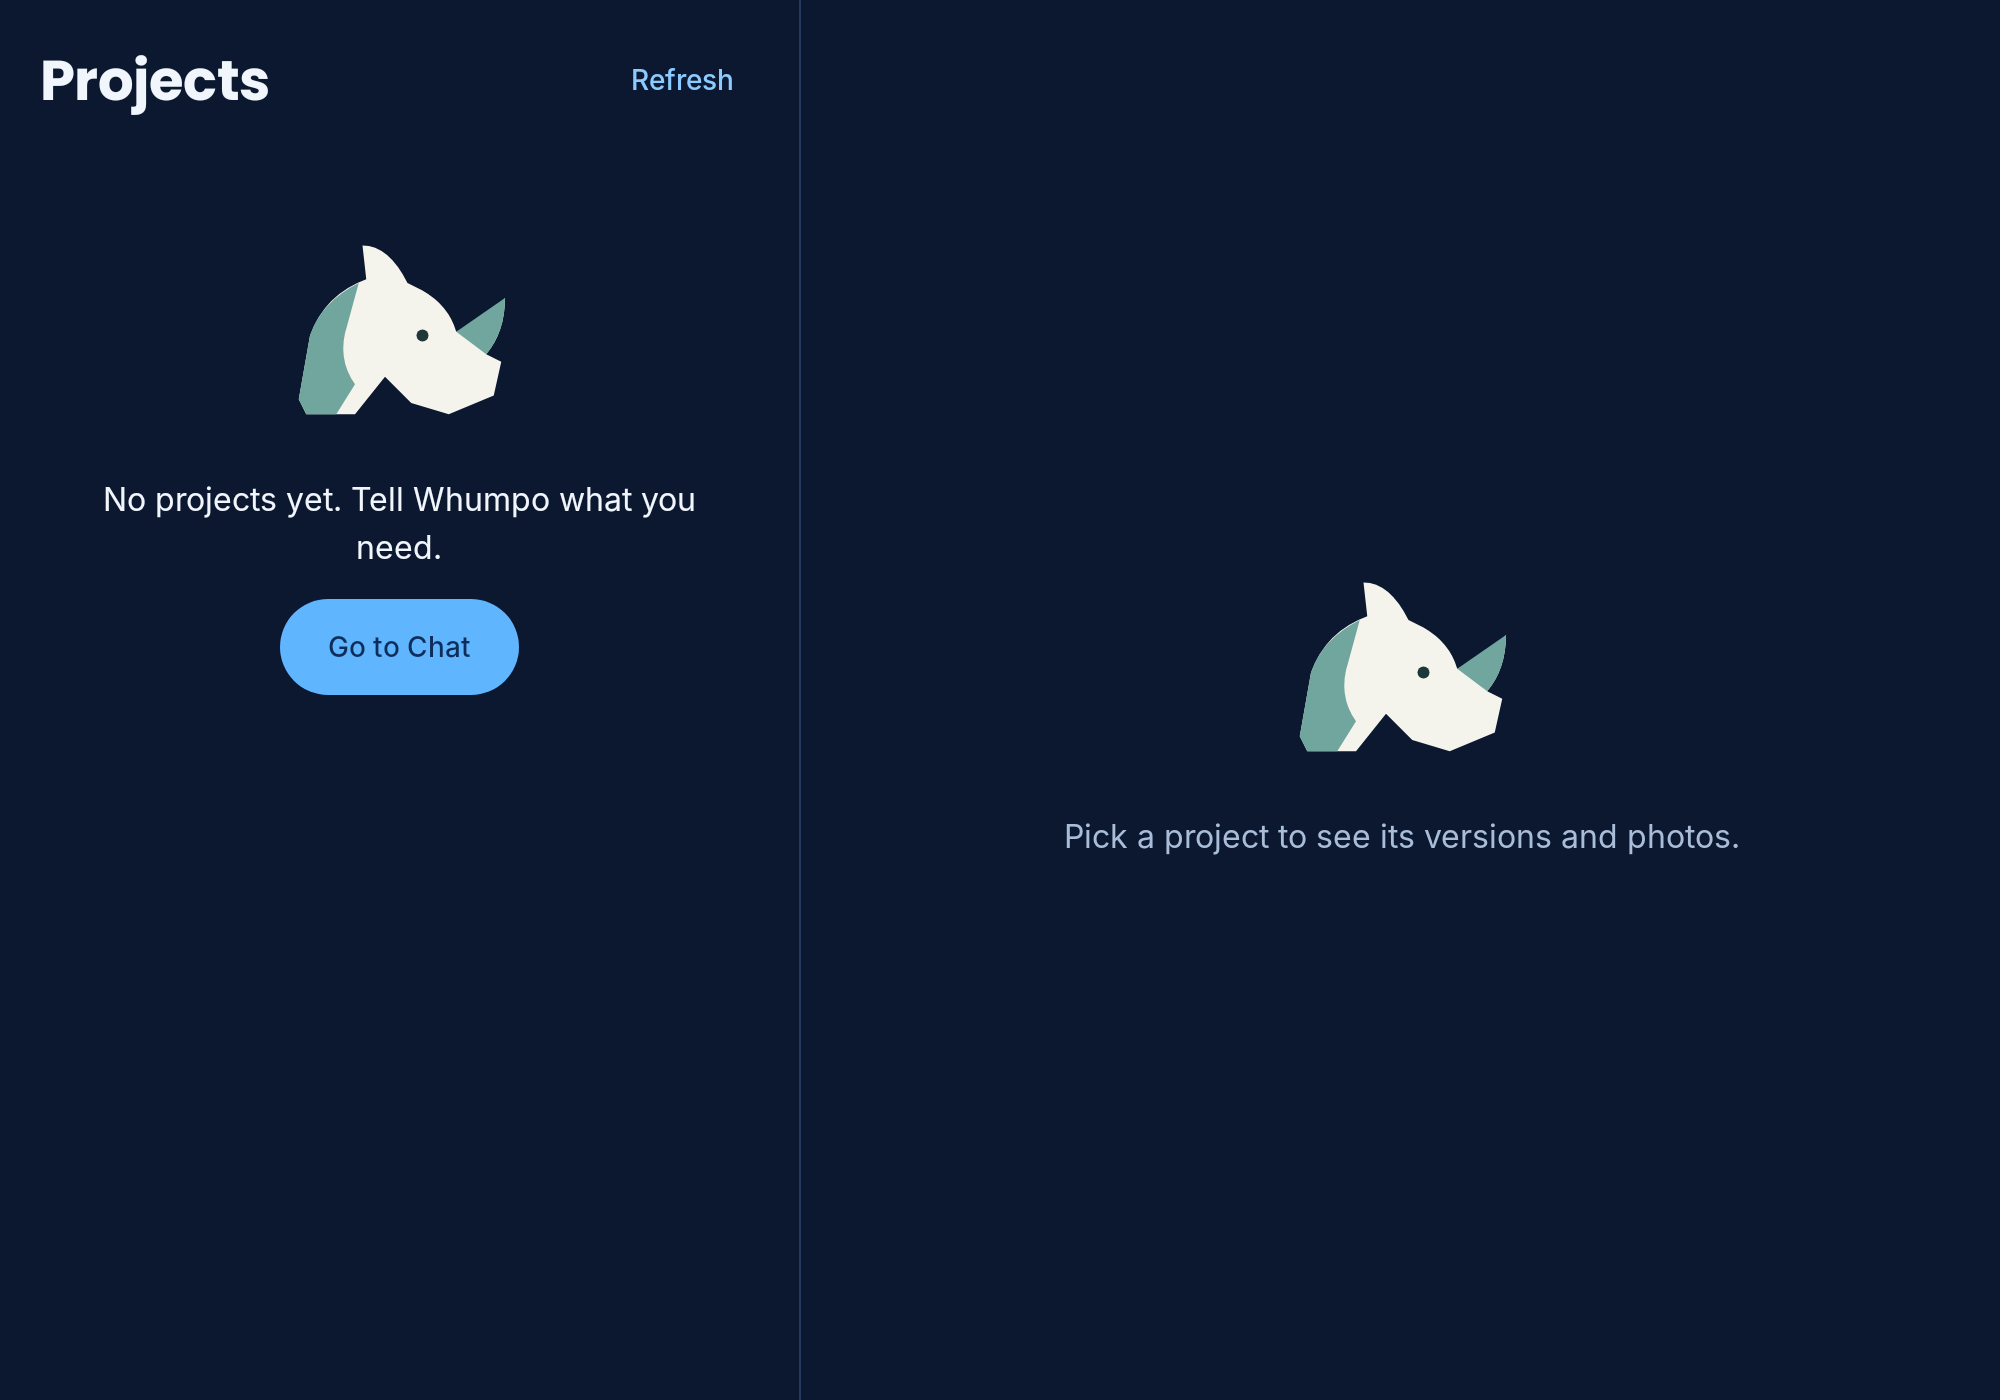 Projects
Refresh
No projects yet. Tell Whumpo what you
need.
Go to Chat
Pick a project to see its versions and photos.